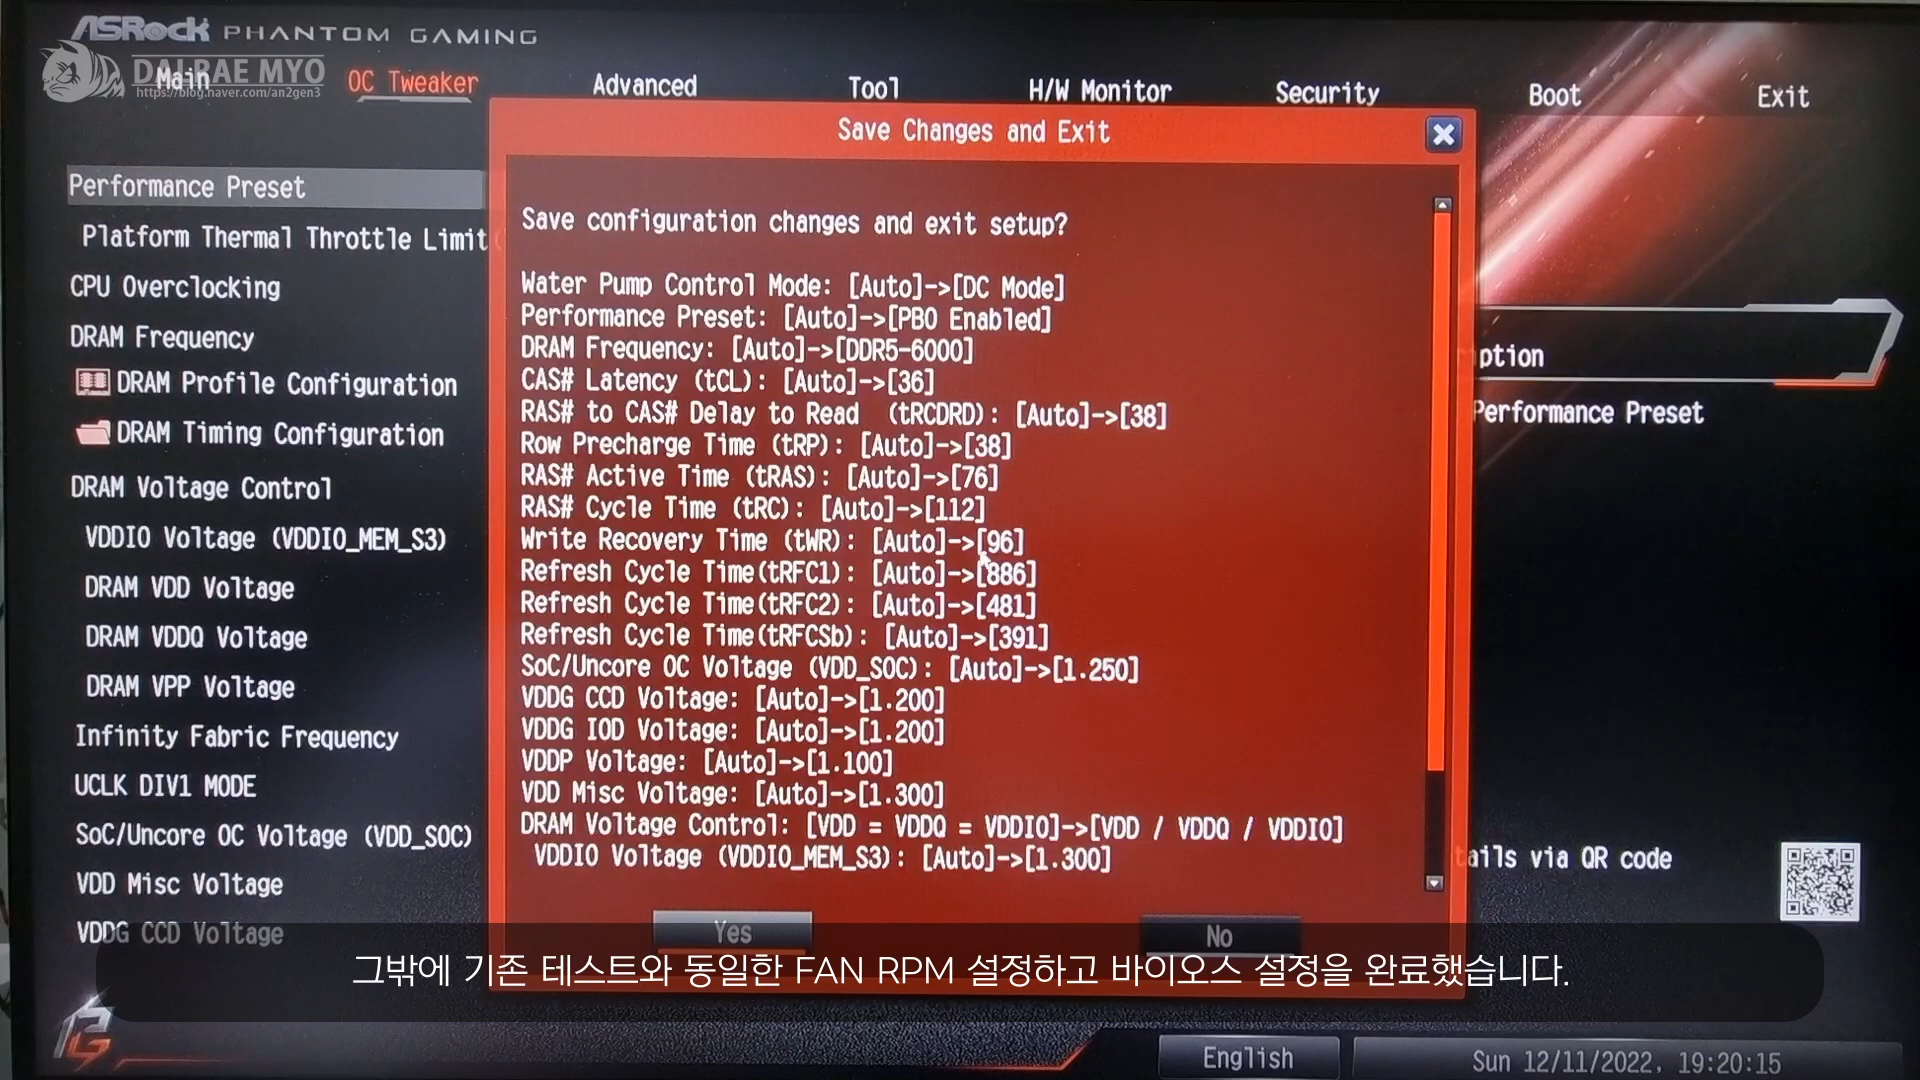 ASRock PHANTOM GAMING
DALRAE MYO
https://blog.naver.com/an2gen3
Main
OC Tweaker
Advanced
Tool
H/W Monitor
Security
Boot
Exit
Save Changes and Exit
Performance Preset
Platform Thermal Throttle Limit
CPU Overclocking
DRAM Frequency
DRAM Profile Configuration
DRAM Timing Configuration
DRAM Voltage Control
VDDIO Voltage (VDDIO_MEM_S3)
DRAM VDD Voltage
DRAM VDDQ Voltage
DRAM VPP Voltage
Infinity Fabric Frequency
UCLK DIV1 MODE
SoC/Uncore OC Voltage (VDD_SOC)
VDD Misc Voltage
VDDG CCD Voltage
Save configuration changes and exit setup?
Water Pump Control Mode: [Auto]->[DC Mode]
Performance Preset: [Auto]->[PBO Enabled]
DRAM Frequency: [Auto]->[DDR5-6000]
CAS# Latency (tCL): [Auto]->[36]
RAS# to CAS# Delay to Read (tRCDRD): [Auto]->[38]
Row Precharge Time (tRP): [Auto]->[38]
RAS# Active Time (tRAS): [Auto]->[76]
RAS# Cycle Time (tRC): [Auto]->[112]
Write Recovery Time (tWR): [Auto]->[96]
Refresh Cycle Time(tRFC1): [Auto]->[886]
Refresh Cycle Time(tRFC2): [Auto]->[481]
Refresh Cycle Time(tRFCSb): [Auto]->[391]
SoC/Uncore OC Voltage (VDD_SOC): [Auto]->[1.250]
VDDG CCD Voltage: [Auto]->[1.200]
VDDG IOD Voltage: [Auto]->[1.200]
VDDP Voltage: [Auto]->[1.100]
VDD Misc Voltage: [Auto]->[1.300]
DRAM Voltage Control: [VDD = VDDQ = VDDIO]->[VDD / VDDQ / VDDIO]
VDDIO Voltage (VDDIO_MEM_S3): [Auto]->[1.300]
Yes
No
ption
Performance Preset
tails via QR code
그밖에 기존 테스트와 동일한 FAN RPM 설정하고 바이오스 설정을 완료했습니다.
English
Sun 12/11/2022, 19:20:15